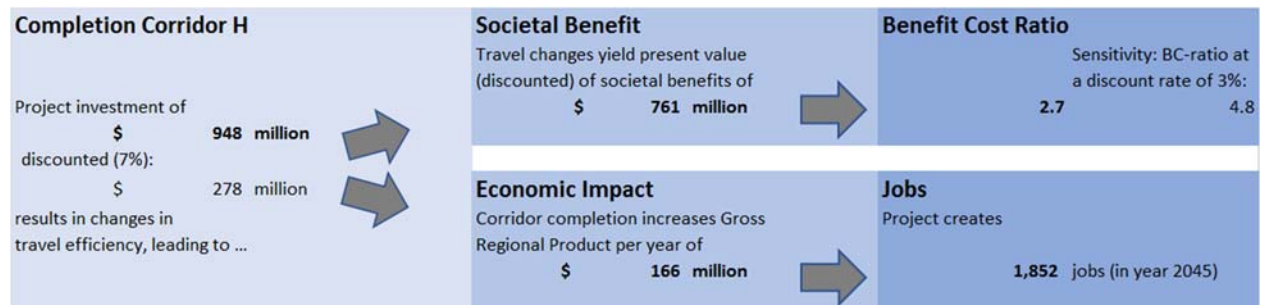 Completion Corridor H
Project investment of
$ 948 million
discounted (7%):
$ 278 million
results in changes in
travel efficiency, leading to ...
Societal Benefit
Travel changes yield present value
(discounted) of societal benefits of
$ 761 million
Benefit Cost Ratio
Sensitivity: BC-ratio at
a discount rate of 3%:
2.7 4.8
Economic Impact
Corridor completion increases Gross
Regional Product per year of
$ 166 million
Jobs
Project creates
1,852 jobs (in year 2045)